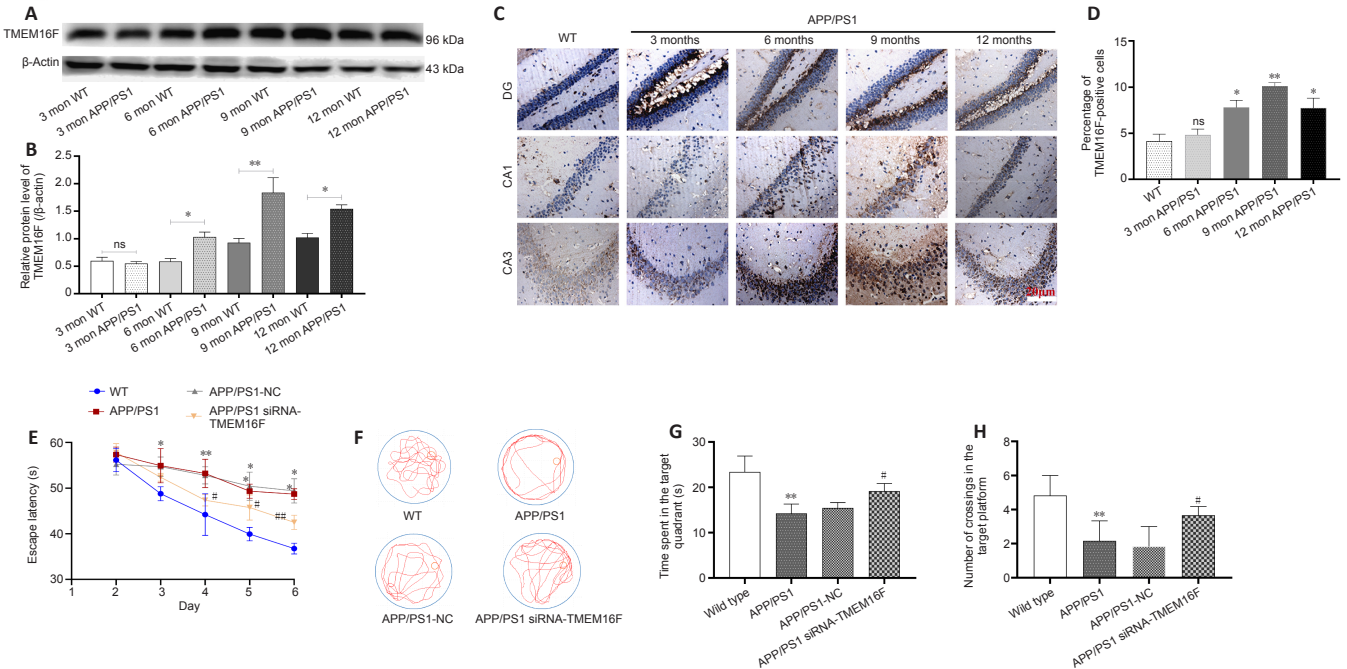 A
TMEM16F
96 kDa
β-Actin
43 kDa
3 mon WT
3 mon APP/PS1
6 mon WT
6 mon APP/PS1
9 mon WT
9 mon APP/PS1
12 mon WT
12 mon APP/PS1
B
Relative protein level of
TMEM16F (/β-actin)
2.5
2.0
1.5
1.0
0.5
0
ns
*
**
*
3 mon WT
3 mon APP/PS1
6 mon WT
6 mon APP/PS1
9 mon WT
9 mon APP/PS1
12 mon WT
12 mon APP/PS1
C
APP/PS1
WT
3 months
6 months
9 months
12 months
DG
CA1
CA3
D
Percentage of
TMEM16F-positive cells
15
10
5
0
ns
*
**
*
WT
3 mon APP/PS1
6 mon APP/PS1
9 mon APP/PS1
12 mon APP/PS1
WT
APP/PS1-NC
APP/PS1
APP/PS1 siRNA-
TMEM16F
E
Escape latency (s)
60
50
40
30
*
**
*
*
*
*
#
#
##
1
2
3
4
5
6
Day
F
WT
APP/PS1
APP/PS1-NC
APP/PS1 siRNA-TMEM16F
G
Time spent in the target
quadrant (s)
30
20
10
0
**
#
Wild type
APP/PS1
APP/PS1-NC
APP/PS1 siRNA-TMEM16F
H
Number of crossings in the
target platform
8
6
4
2
0
**
#
Wild type
APP/PS1
APP/PS1-NC
APP/PS1 siRNA-TMEM16F